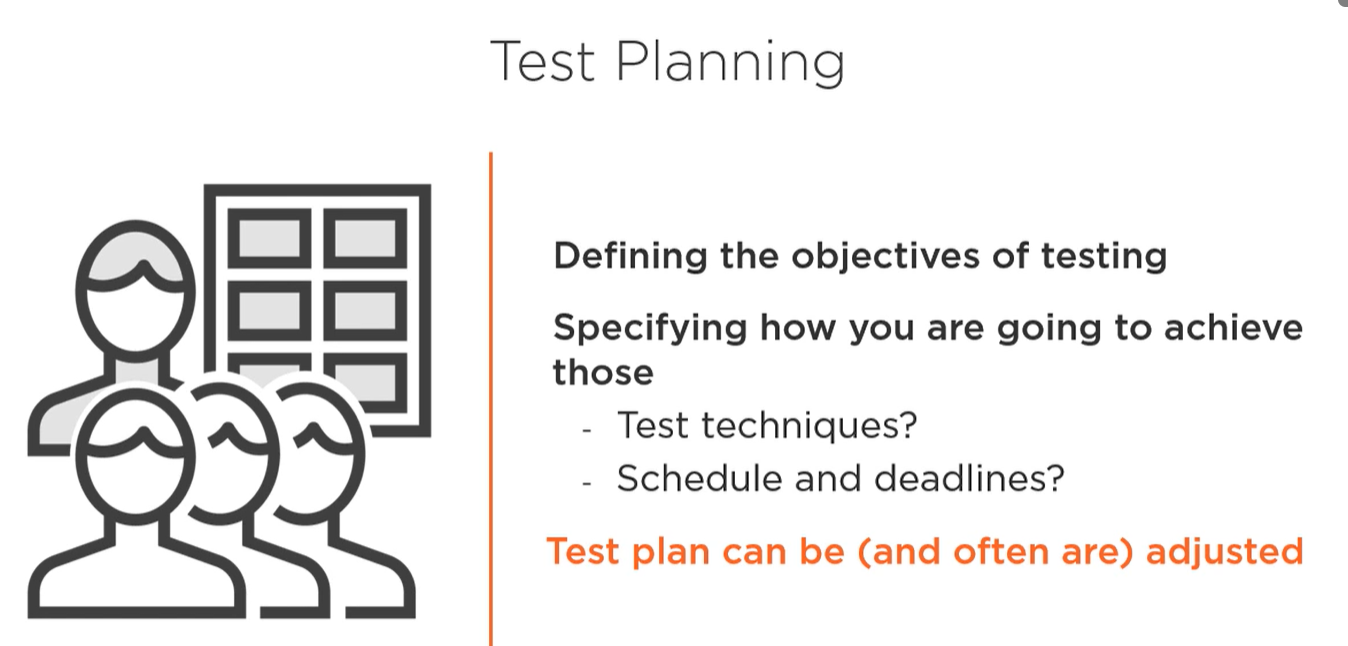 Test Planning
Defining the objectives of testing
Specifying how you are going to achieve
those
- Test techniques?
- Schedule and deadlines?
Test plan can be (and often are) adjusted